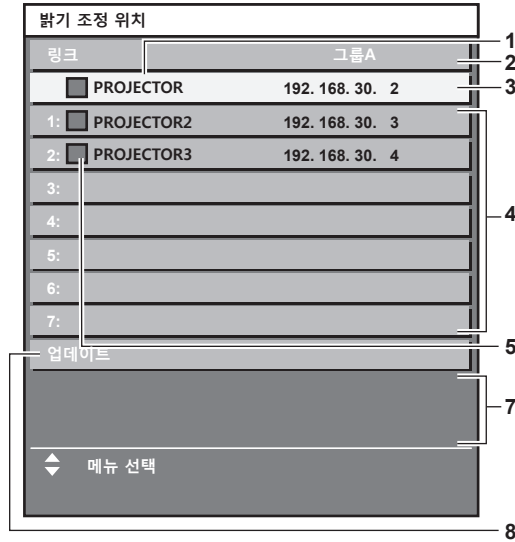 밝기 조정 위치
링크 그룹A 1
2
PROJECTOR 192. 168. 30. 2 3
1: PROJECTOR2 192. 168. 30. 3
2: PROJECTOR3 192. 168. 30. 4
3:
4: 4
5:
6:
7:
업데이트 5
7
메뉴 선택
8